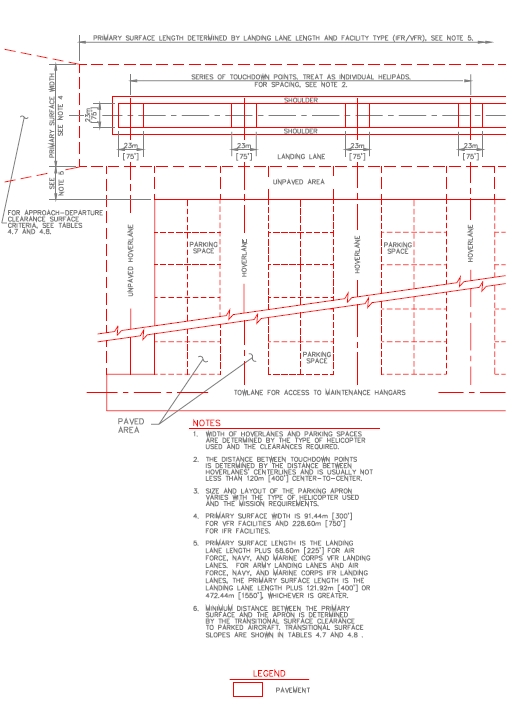 PRIMARY SURFACE LENGTH DETERMINED BY LANDING LANE LENGTH AND FACILITY TYPE (IFR/VFR), SEE NOTE 5.
SERIES OF TOUCHDOWN POINTS, TREAT AS INDIVIDUAL HELIPADS.
FOR SPACING, SEE NOTE 2.
PRIMARY SURFACE WIDTH
SEE NOTE 4
23m
[75']
SHOULDER
SHOULDER
23m
[75']
23m
[75']
23m
[75']
23m
[75']
LANDING LANE
SEE
NOTE 6
UNPAVED AREA
FOR APPROACH-DEPARTURE
CLEARANCE SURFACE
CRITERIA, SEE TABLES
4.7 AND 4.8.
UNPAVED HOVERLANE
PARKING
SPACE
HOVERLANE
HOVERLANE
PARKING
SPACE
HOVERLANE
PARKING
SPACE
TOWLANE FOR ACCESS TO MAINTENANCE HANGARS
PAVED
AREA
NOTES
1. WIDTH OF HOVERLANES AND PARKING SPACES
ARE DETERMINED BY THE TYPE OF HELICOPTER
USED AND THE CLEARANCES REQUIRED.
2. THE DISTANCE BETWEEN TOUCHDOWN POINTS
IS DETERMINED BY THE DISTANCE BETWEEN
HOVERLANES' CENTERLINES AND IS USUALLY NOT
LESS THAN 120m [400'] CENTER-TO-CENTER.
3. SIZE AND LAYOUT OF THE PARKING APRON
VARIES WITH THE TYPE OF HELICOPTER USED
AND THE MISSION REQUIREMENTS.
4. PRIMARY SURFACE WIDTH IS 91.44m [300']
FOR VFR FACILITIES AND 228.60m [750']
FOR IFR FACILITIES.
5. PRIMARY SURFACE LENGTH IS THE LANDING
LANE LENGTH PLUS 68.60m [225'] FOR AIR
FORCE, NAVY, AND MARINE CORPS VFR LANDING
LANES. FOR ARMY LANDING LANES AND AIR
FORCE, NAVY, AND MARINE CORPS IFR LANDING
LANES, THE PRIMARY SURFACE LENGTH IS THE
LANDING LANE LENGTH PLUS 121.92m [400'] OR
472.44m [1550'], WHICHEVER IS GREATER.
6. MINIMUM DISTANCE BETWEEN THE PRIMARY
SURFACE AND THE APRON IS DETERMINED
BY THE TRANSITIONAL SURFACE CLEARANCE
TO PARKED AIRCRAFT. TRANSITIONAL SURFACE
SLOPES ARE SHOWN IN TABLES 4.7 AND 4.8 .
LEGEND
PAVEMENT